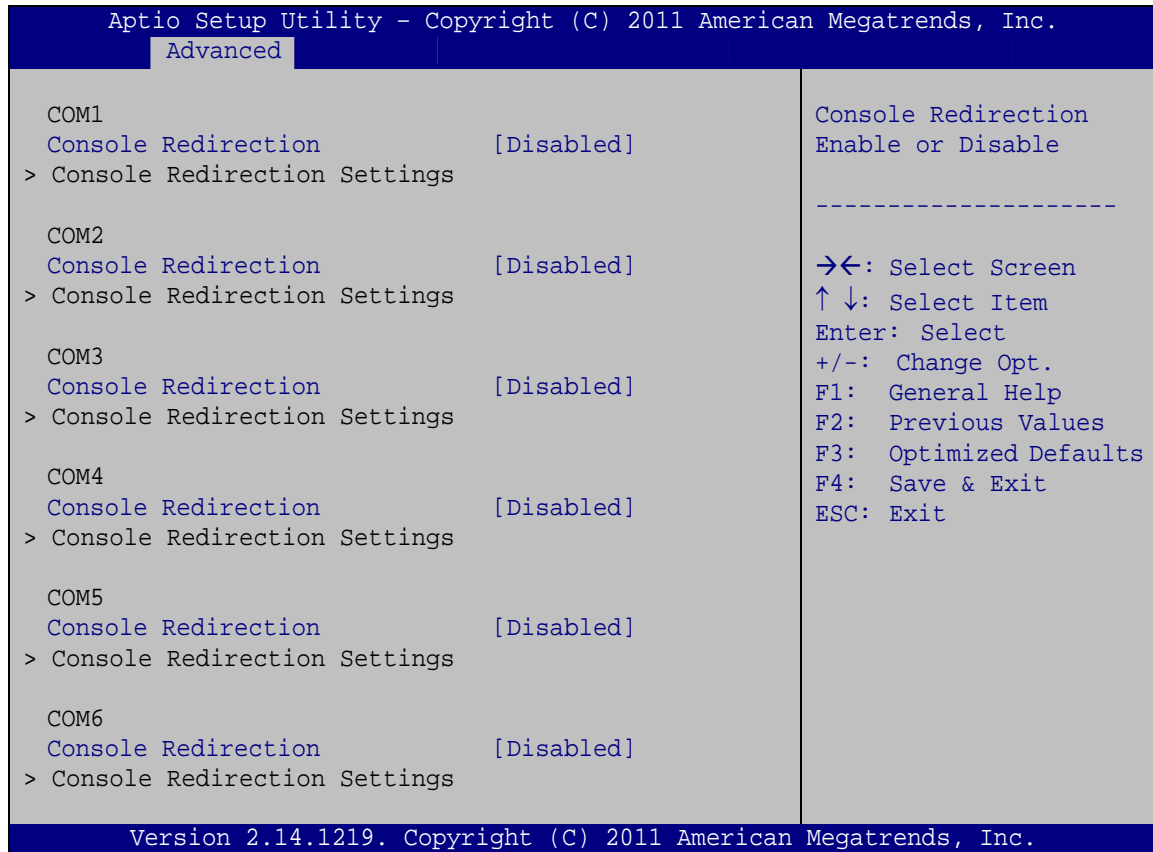 Aptio Setup Utility – Copyright (C) 2011 American Megatrends, Inc.
Advanced
COM1
Console Redirection [Disabled]
> Console Redirection Settings
COM2
Console Redirection [Disabled]
> Console Redirection Settings
COM3
Console Redirection [Disabled]
> Console Redirection Settings
COM4
Console Redirection [Disabled]
> Console Redirection Settings
COM5
Console Redirection [Disabled]
> Console Redirection Settings
COM6
Console Redirection [Disabled]
> Console Redirection Settings
Console Redirection
Enable or Disable
---------------------
→←: Select Screen
↑ ↓: Select Item
Enter: Select
+/-: Change Opt.
F1: General Help
F2: Previous Values
F3: Optimized Defaults
F4: Save & Exit
ESC: Exit
Version 2.14.1219. Copyright (C) 2011 American Megatrends, Inc.